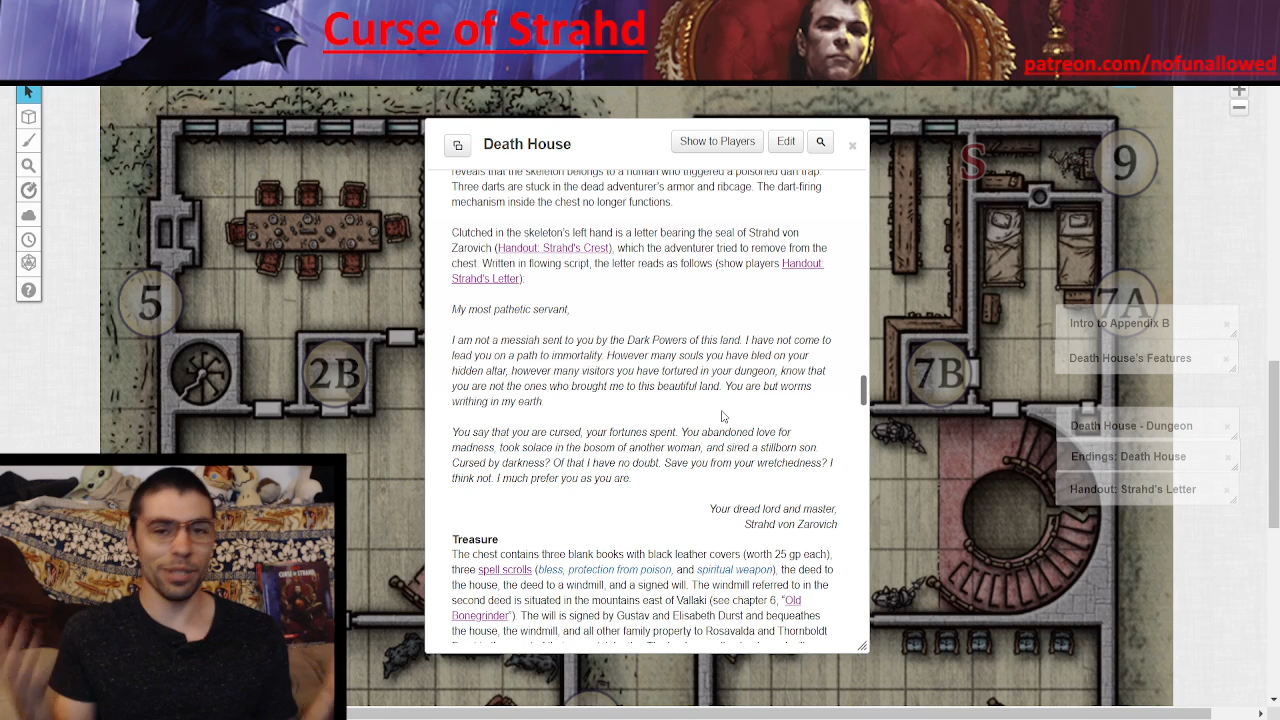 Curse of Strahd
patreon.com/nofunallowed
Death House
Show to Players
Edit
reveals that the skeleton belongs to a human who triggered a poisoned dart trap.
Three darts are stuck in the dead adventurer's armor and ribcage. The dart-firing
mechanism inside the chest no longer functions.
Clutched in the skeleton's left hand is a letter bearing the seal of Strahd von
Zarovich (Handout: Strahd's Crest), which the adventurer tried to remove from the
chest. Written in flowing script, the letter reads as follows (show players Handout:
Strahd's Letter):
My most pathetic servant,
I am not a messiah sent to you by the Dark Powers of this land. I have not come to
lead you on a path to immortality. However many souls you have bled on your
hidden altar, however many visitors you have tortured in your dungeon, know that
you are not the ones who brought me to this beautiful land. You are but worms
writhing in my earth.
You say that you are cursed, your fortunes spent. You abandoned love for
madness, took solace in the bosom of another woman, and sired a stillborn son.
Cursed by darkness? Of that I have no doubt. Save you from your wretchedness? I
think not. I much prefer you as you are.
Your dread lord and master,
Strahd von Zarovich
Treasure
The chest contains three blank books with black leather covers (worth 25 gp each),
three spell scrolls (bless, protection from poison, and spiritual weapon), the deed to
the house, the deed to a windmill, and a signed will. The windmill referred to in the
second deed is situated in the mountains east of Vallaki (see chapter 6, "Old
Bonegrinder"). The will is signed by Gustav and Elisabeth Durst and bequeathes
the house, the windmill, and all other family property to Rosavalda and Thornboldt
5
2B
S
9
7A
7B
Intro to Appendix B
Death House's Features
Death House - Dungeon
Endings: Death House
Handout: Strahd's Letter
CURSE OF STRAHD